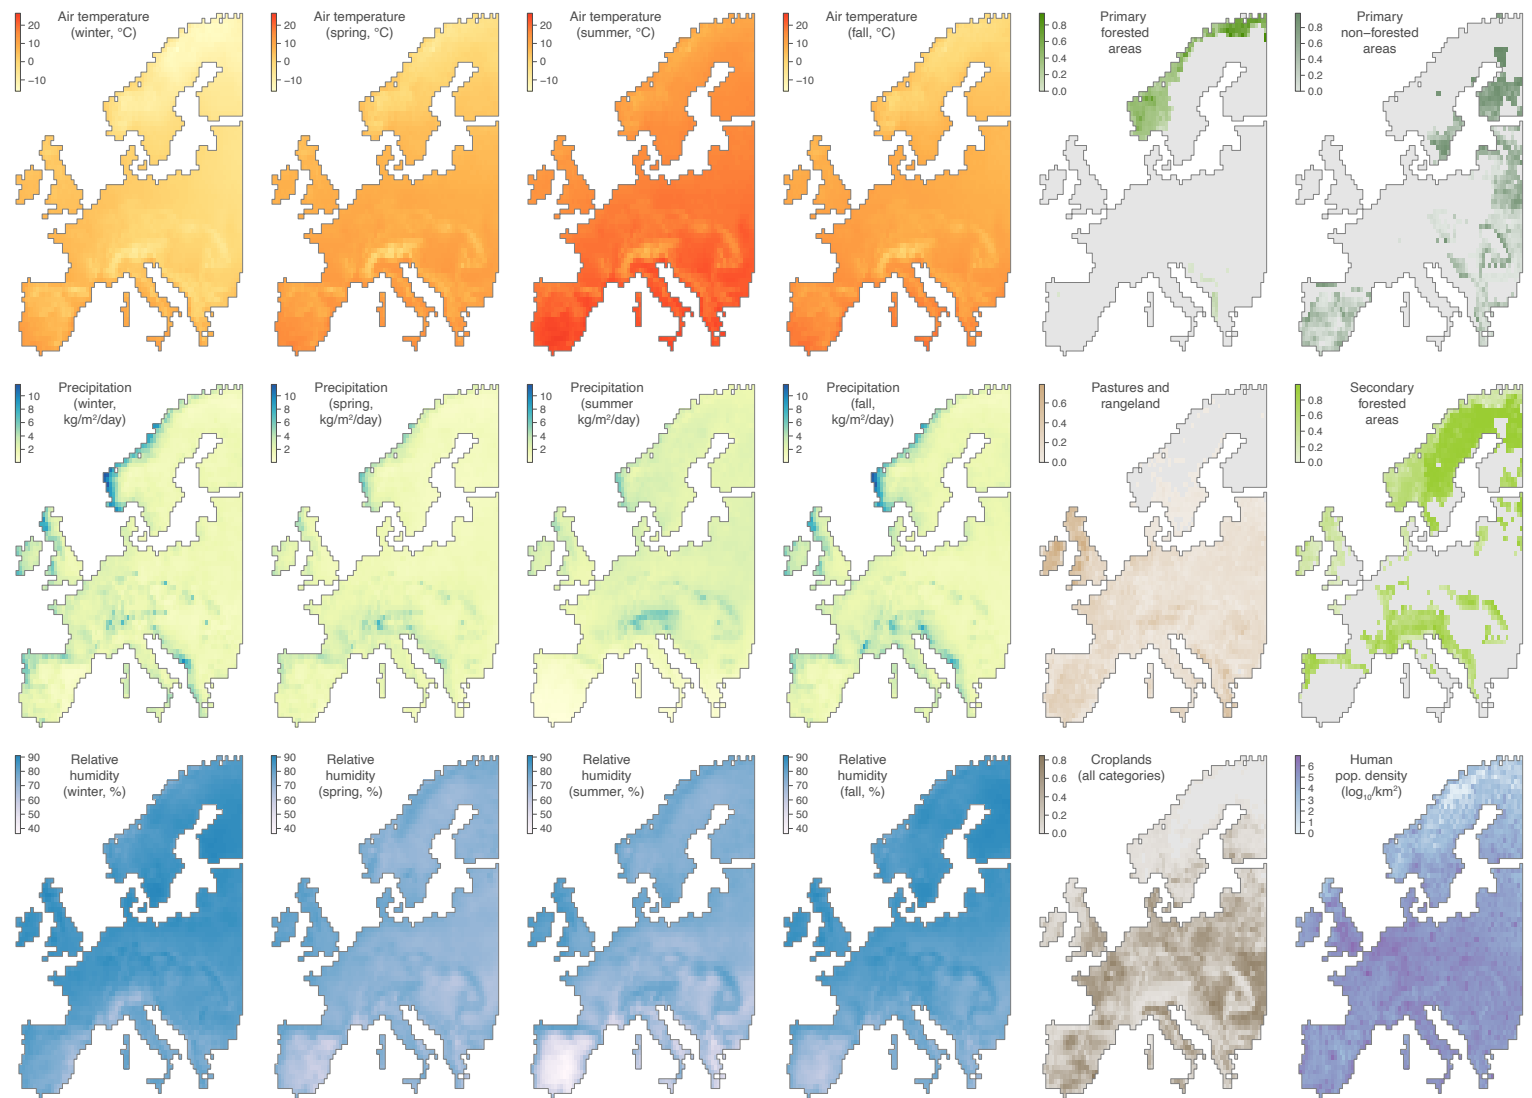 Air temperature
(winter, °C)
10
0
−10
Air temperature
(spring, °C)
20
10
0
−10
Air temperature
(summer, °C)
20
10
0
−10
Air temperature
(fall, °C)
20
10
0
−10
Primary
forested
areas
0.8
0.6
0.4
0.2
0.0
Primary
non−forested
areas
0.8
0.6
0.4
0.2
0.0
Precipitation
(winter,
kg/m²/day)
10
8
6
4
2
Precipitation
(spring,
kg/m²/day)
10
8
6
4
2
Precipitation
(summer
kg/m²/day)
10
8
6
4
2
Precipitation
(fall,
kg/m²/day)
10
8
6
4
2
Pastures and
rangeland
0.6
0.4
0.2
0.0
Secondary
forested
areas
0.8
0.6
0.4
0.2
0.0
Relative
humidity
(winter, %)
90
80
70
60
50
40
Relative
humidity
(spring, %)
90
80
70
60
50
40
Relative
humidity
(summer, %)
90
80
70
60
50
40
Relative
humidity
(fall, %)
90
80
70
60
50
40
Croplands
(all categories)
0.8
0.6
0.4
0.2
0.0
Human
pop. density
(log₁₀/km²)
6
5
4
3
2
1
0